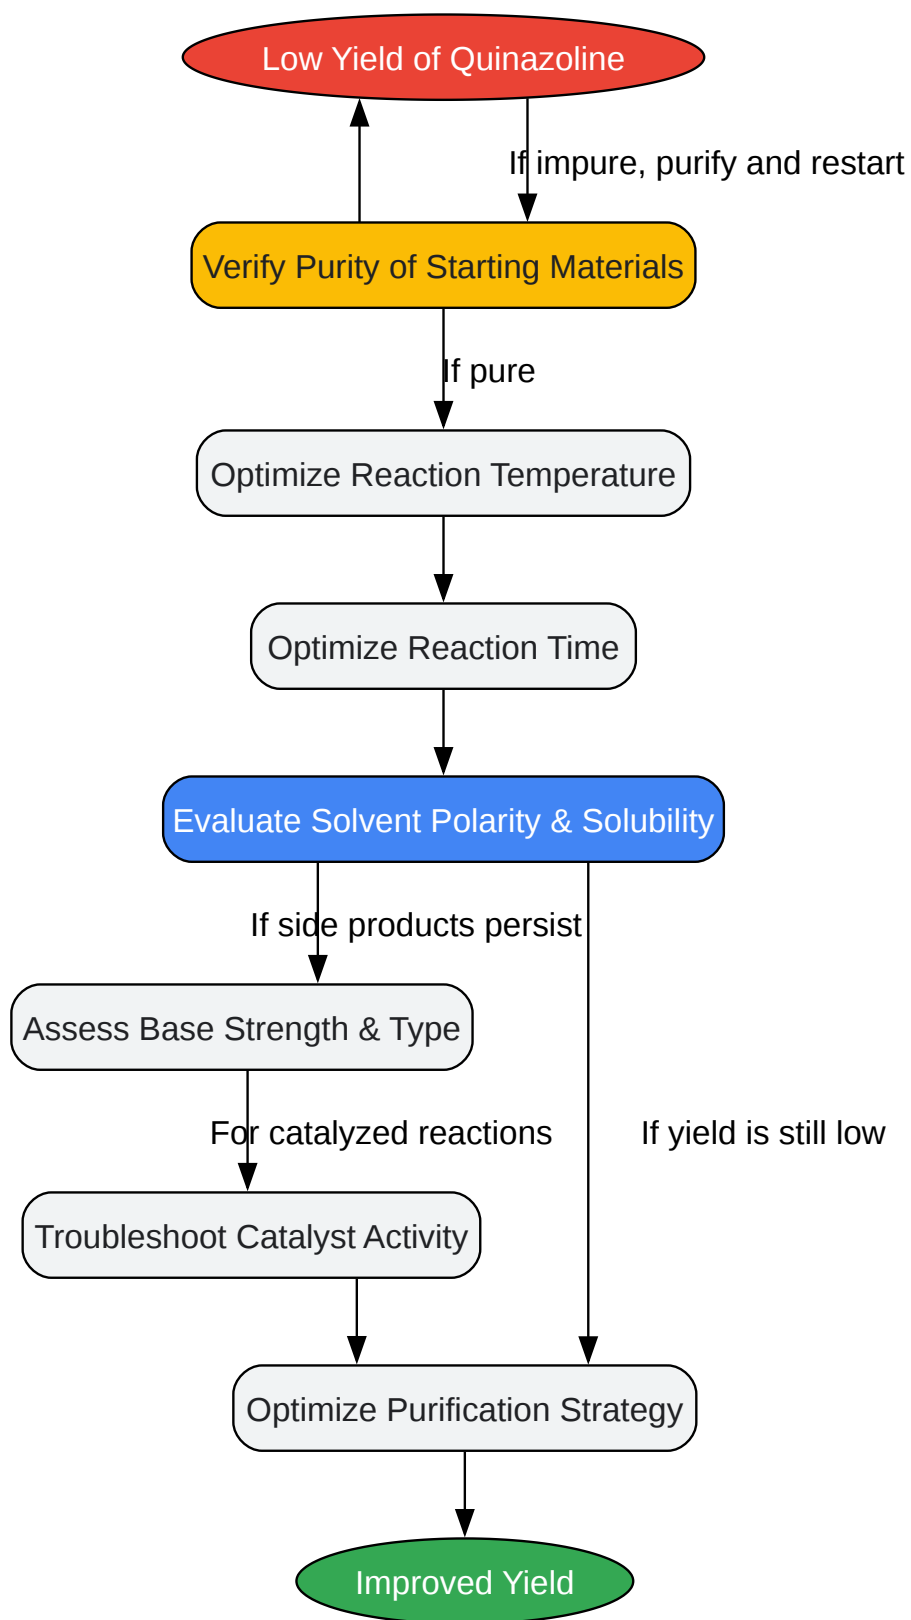 Low Yield of Quinazoline
If impure, purify and restart
Verify Purity of Starting Materials
If pure
Optimize Reaction Temperature
Optimize Reaction Time
Evaluate Solvent Polarity & Solubility
If side products persist
Assess Base Strength & Type
For catalyzed reactions
If yield is still low
Troubleshoot Catalyst Activity
Optimize Purification Strategy
Improved Yield